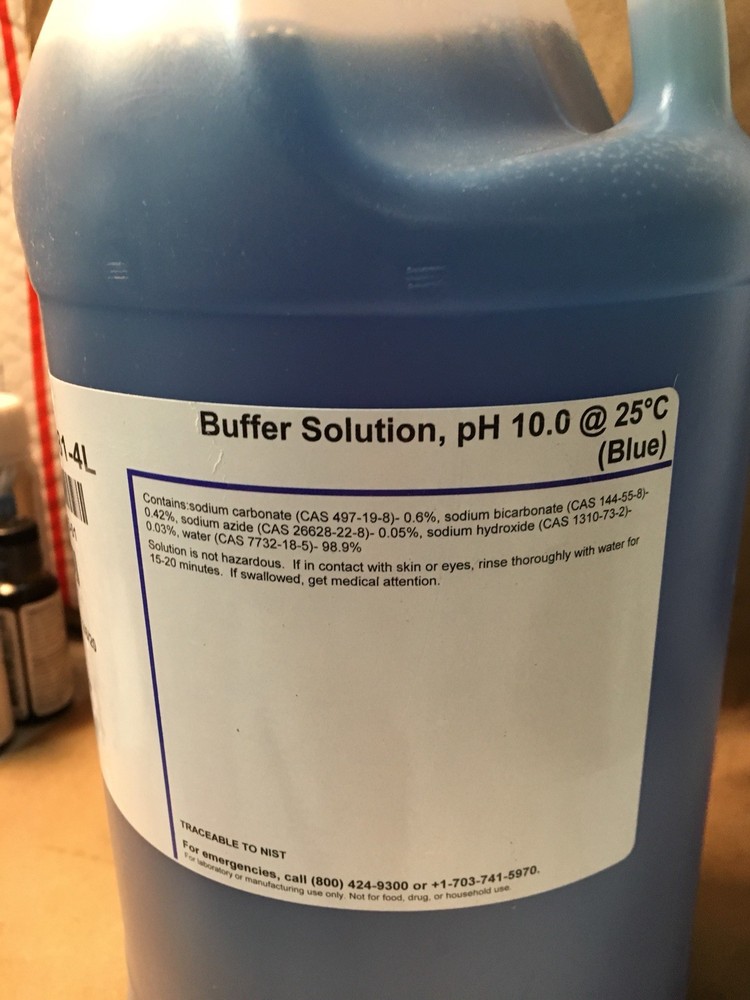 Buffer Solution, pH 10.0 @ 25°C
(Blue)
31-4L
Contains:sodium carbonate (CAS 497-19-8)- 0.6%, sodium bicarbonate (CAS 144-55-8)-
0.42%, sodium azide (CAS 26628-22-8)- 0.05%, sodium hydroxide (CAS 1310-73-2)-
0.03%, water (CAS 7732-18-5)- 98.9%
Solution is not hazardous. If in contact with skin or eyes, rinse thoroughly with water for
15-20 minutes. If swallowed, get medical attention.
TRACEABLE TO NIST
For emergencies, call (800) 424-9300 or +1-703-741-5970.
For laboratory or manufacturing use only. Not for food, drug, or household use.